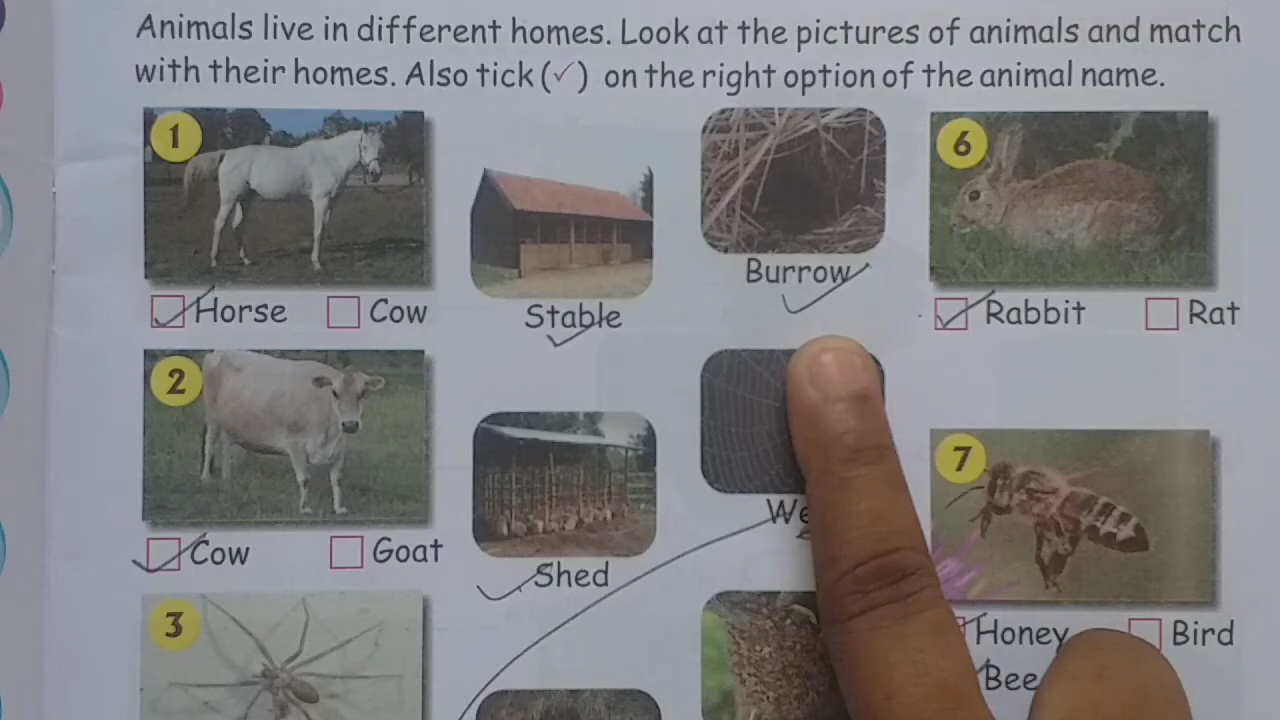 Animals live in different homes. Look at the pictures of animals and match
with their homes. Also tick (✓) on the right option of the animal name.
1
Horse Cow
Stable
Burrow
6
Rabbit Rat
2
Cow Goat
Shed
7
Honey Bee
Bird
3